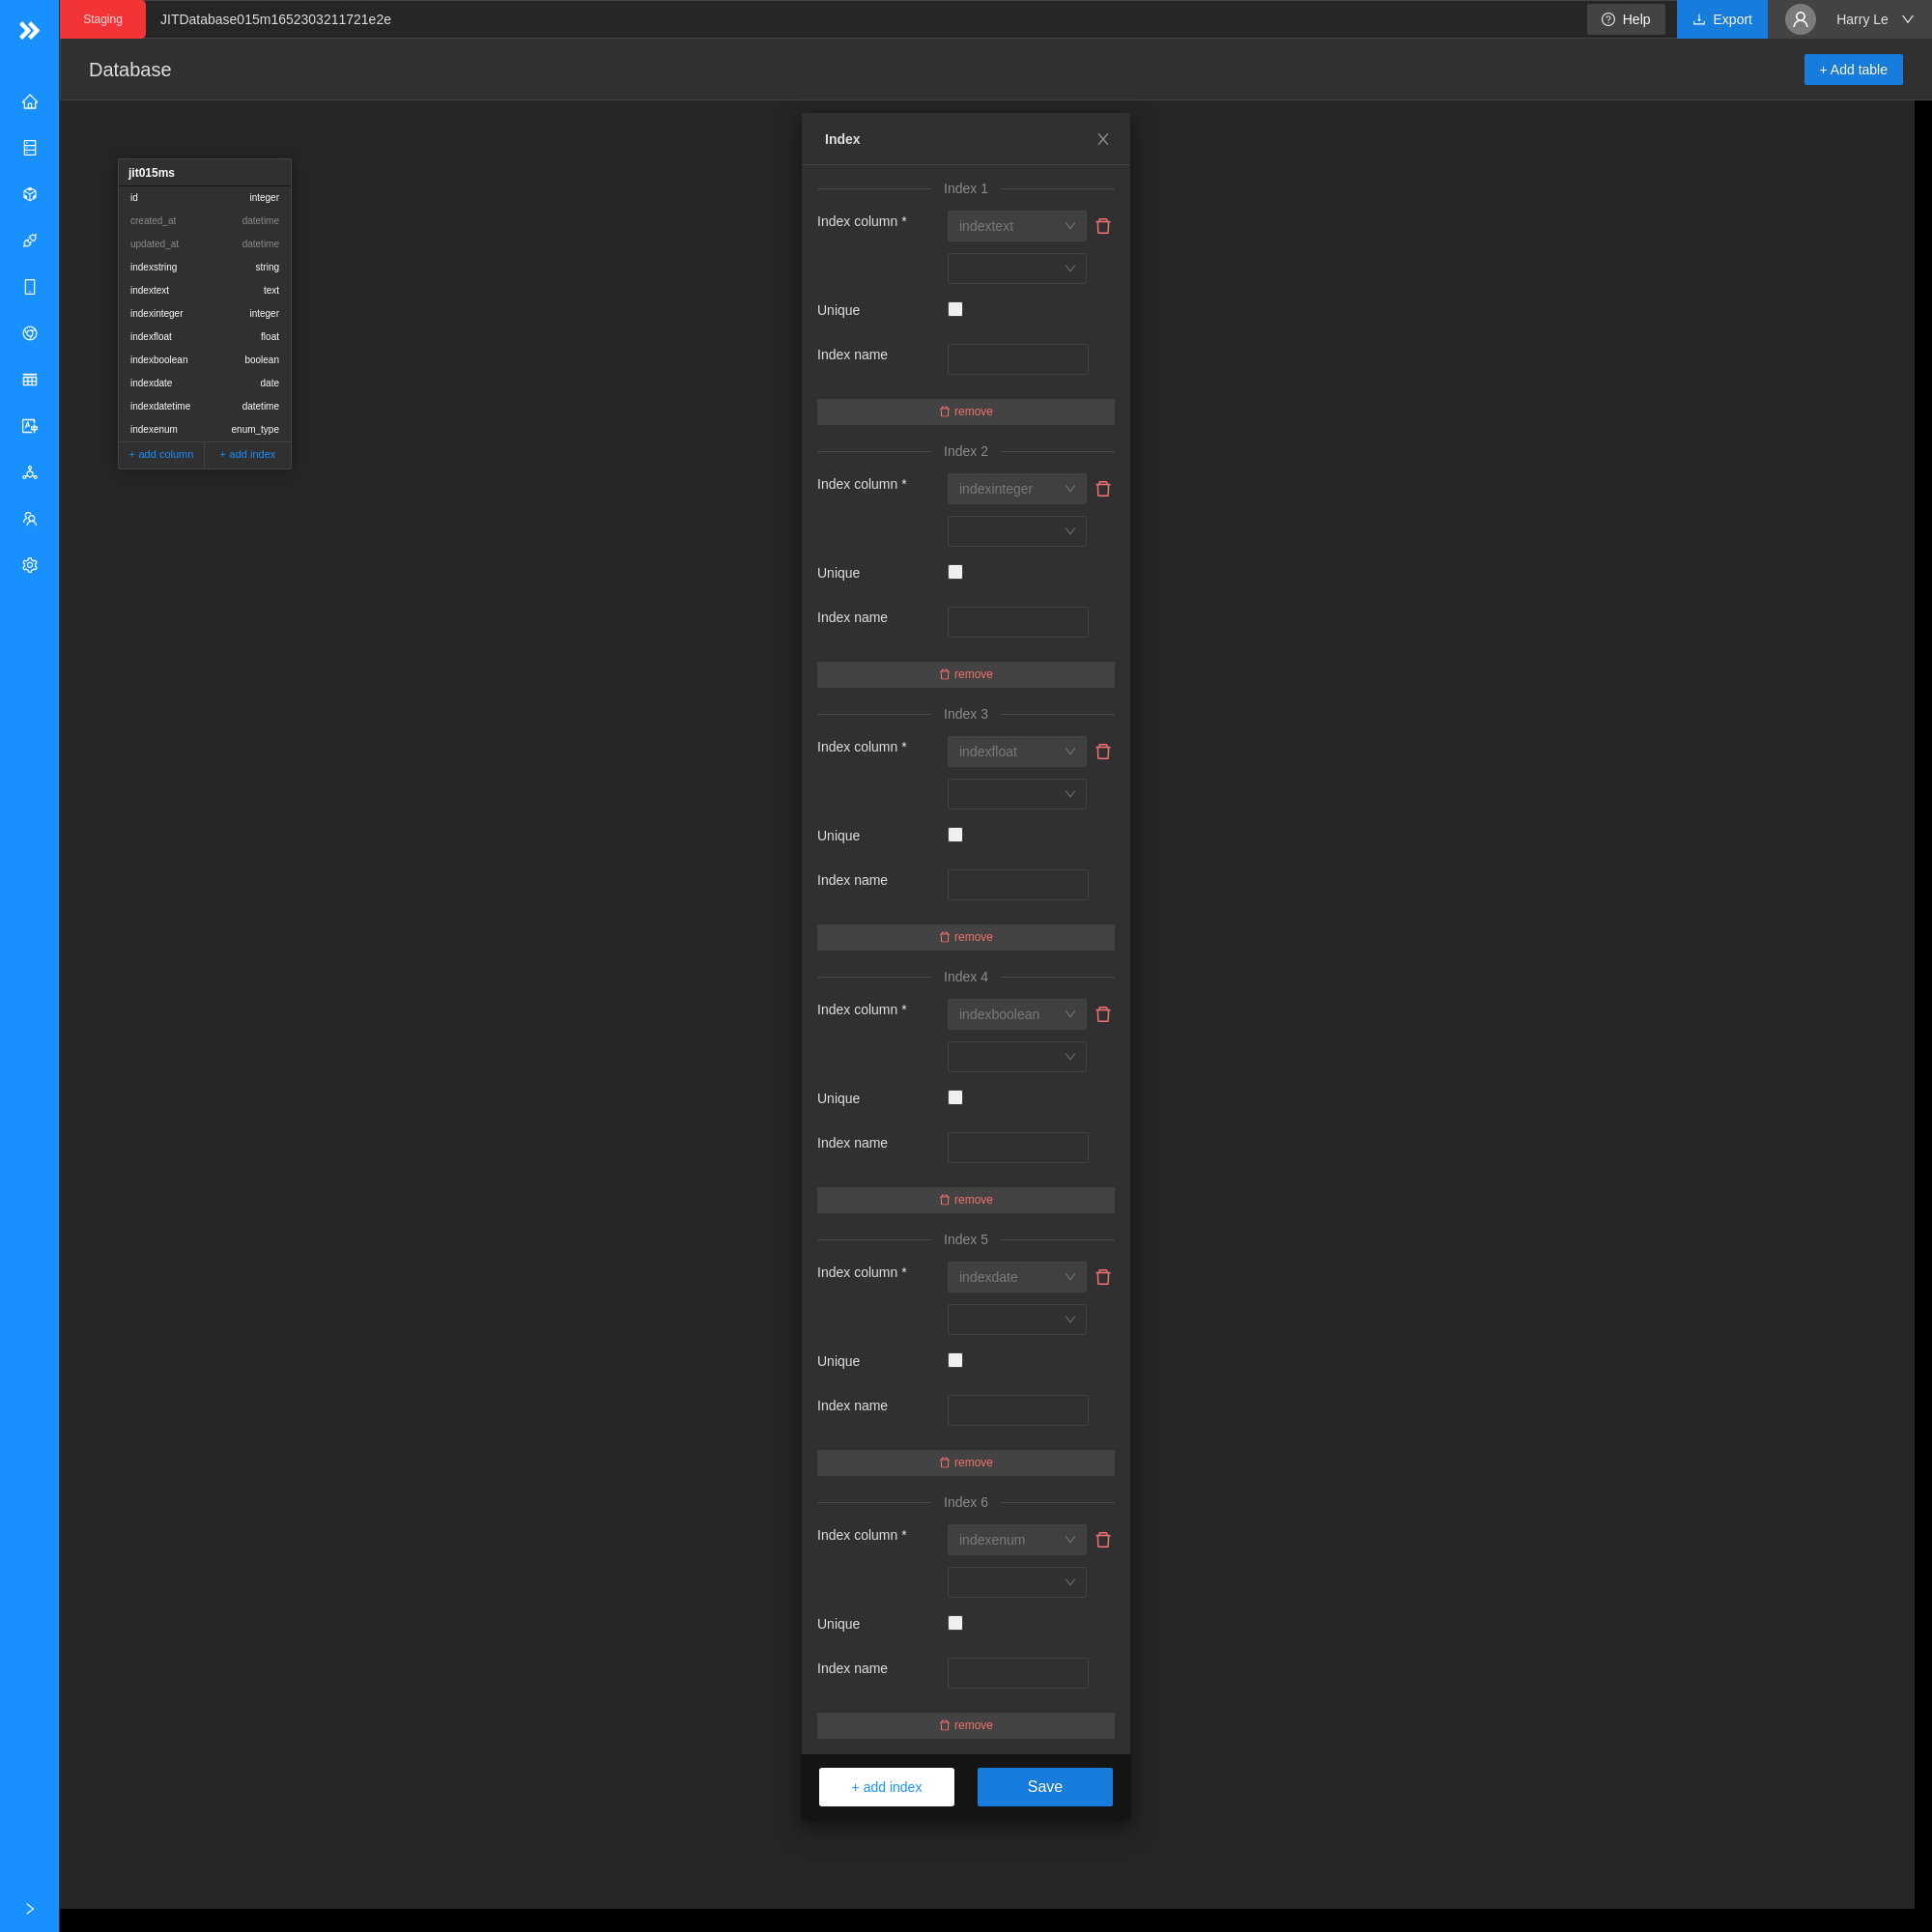 Staging JITDatabase015m1652303211721e2e Help Export Harry Le
Database + Add table
jit015ms
id integer
created_at datetime
updated_at datetime
indexstring string
indextext text
indexinteger integer
indexfloat float
indexboolean boolean
indexdate date
indexdatetime datetime
indexenum enum_type
+ add column + add index
Index
Index 1
Index column * indextext
Unique
Index name
remove
Index 2
Index column * indexinteger
Unique
Index name
remove
Index 3
Index column * indexfloat
Unique
Index name
remove
Index 4
Index column * indexboolean
Unique
Index name
remove
Index 5
Index column * indexdate
Unique
Index name
remove
Index 6
Index column * indexenum
Unique
Index name
remove
+ add index Save